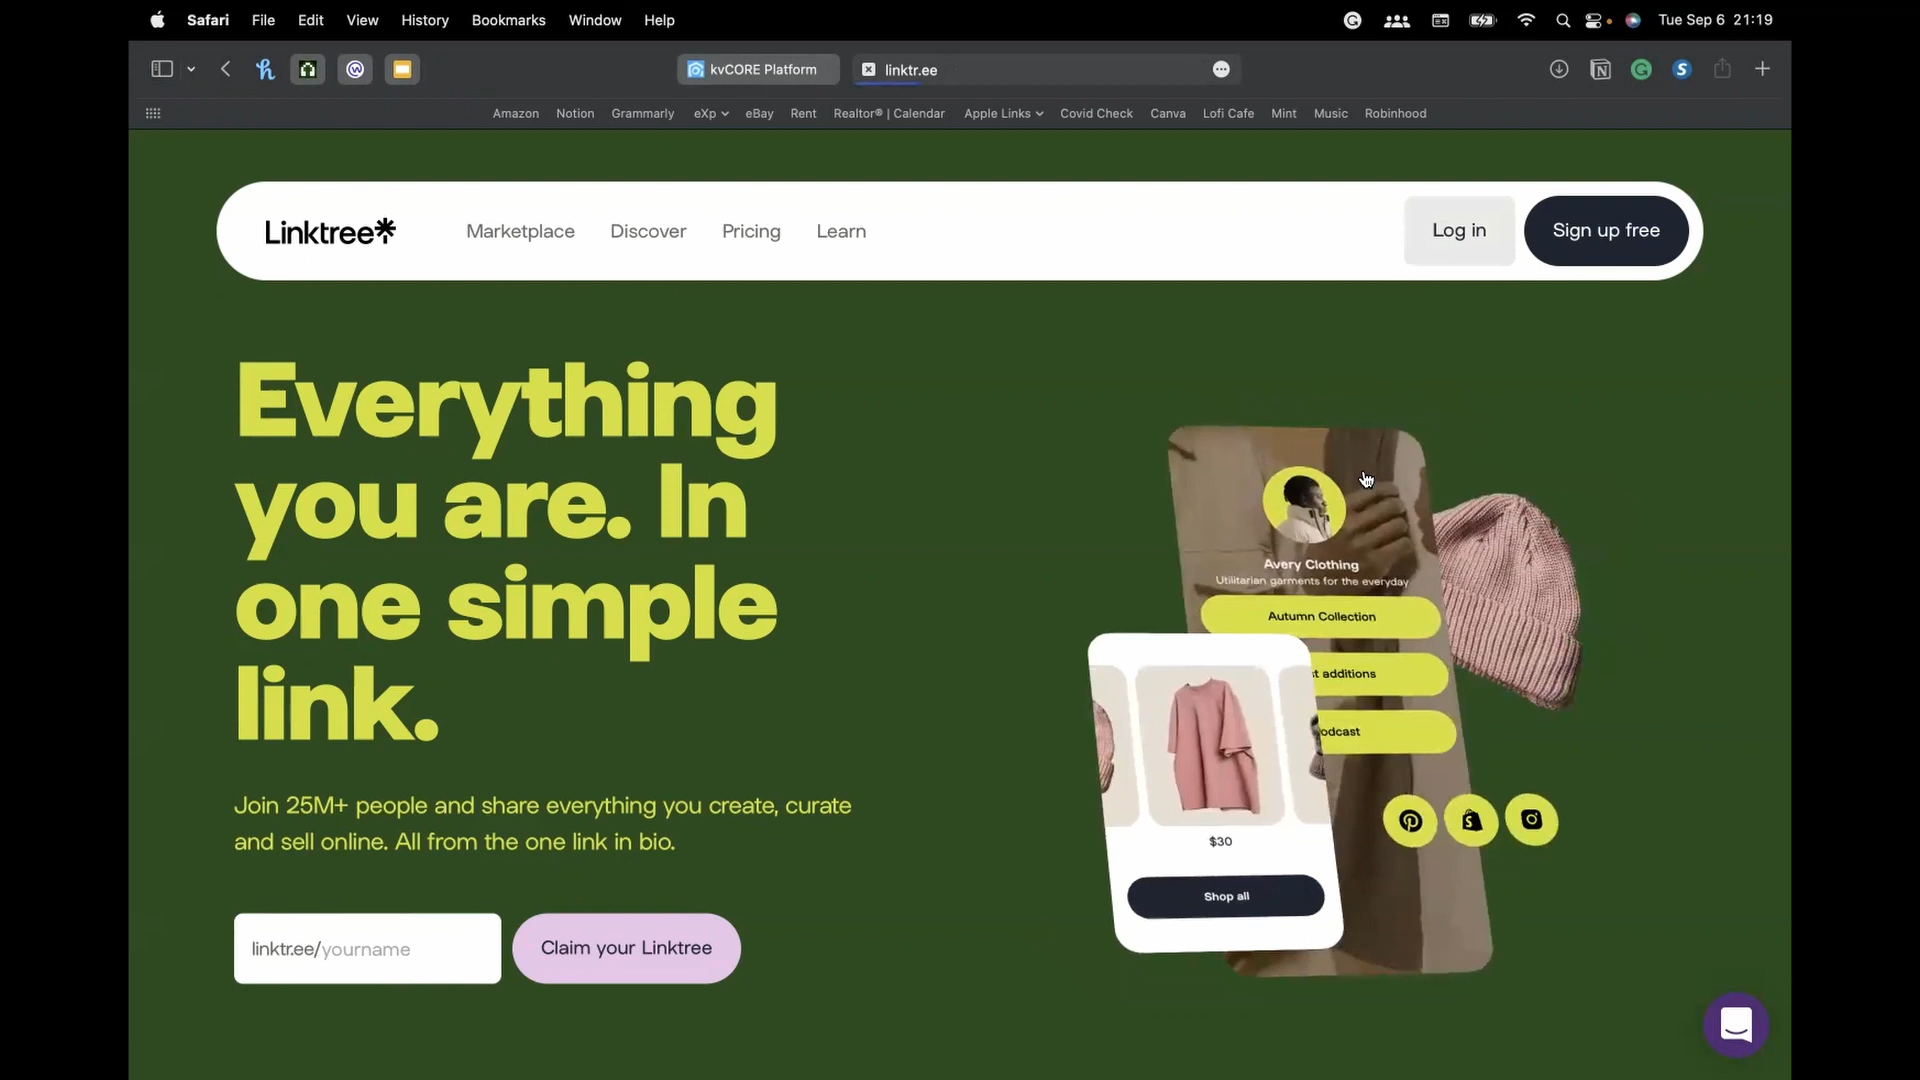 Safari File Edit View History Bookmarks Window Help Tue Sep 6 21:19
kvCORE Platform linktr.ee
Amazon Notion Grammarly eXp eBay Rent Realtor® | Calendar Apple Links Covid Check Canva Lofi Cafe Mint Music Robinhood
Linktree Marketplace Discover Pricing Learn Log in Sign up free
Everything
you are. In
one simple
link.
Join 25M+ people and share everything you create, curate
and sell online. All from the one link in bio.
linktr.ee/yourname Claim your Linktree
Avery Clothing
Utilitarian garments for the everyday
Autumn Collection
t additions
odcast
$30
Shop all